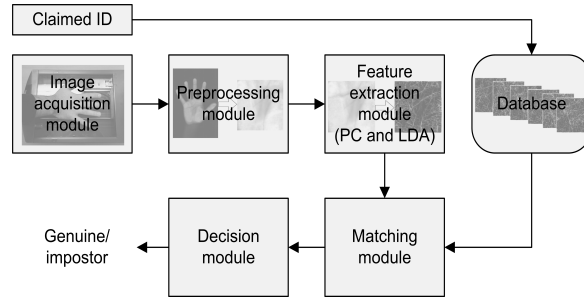 Claimed ID
Image
acquisition
module
Preprocessing
module
Feature
extraction
module
(PC and LDA)
Database
Genuine/
impostor
Decision
module
Matching
module